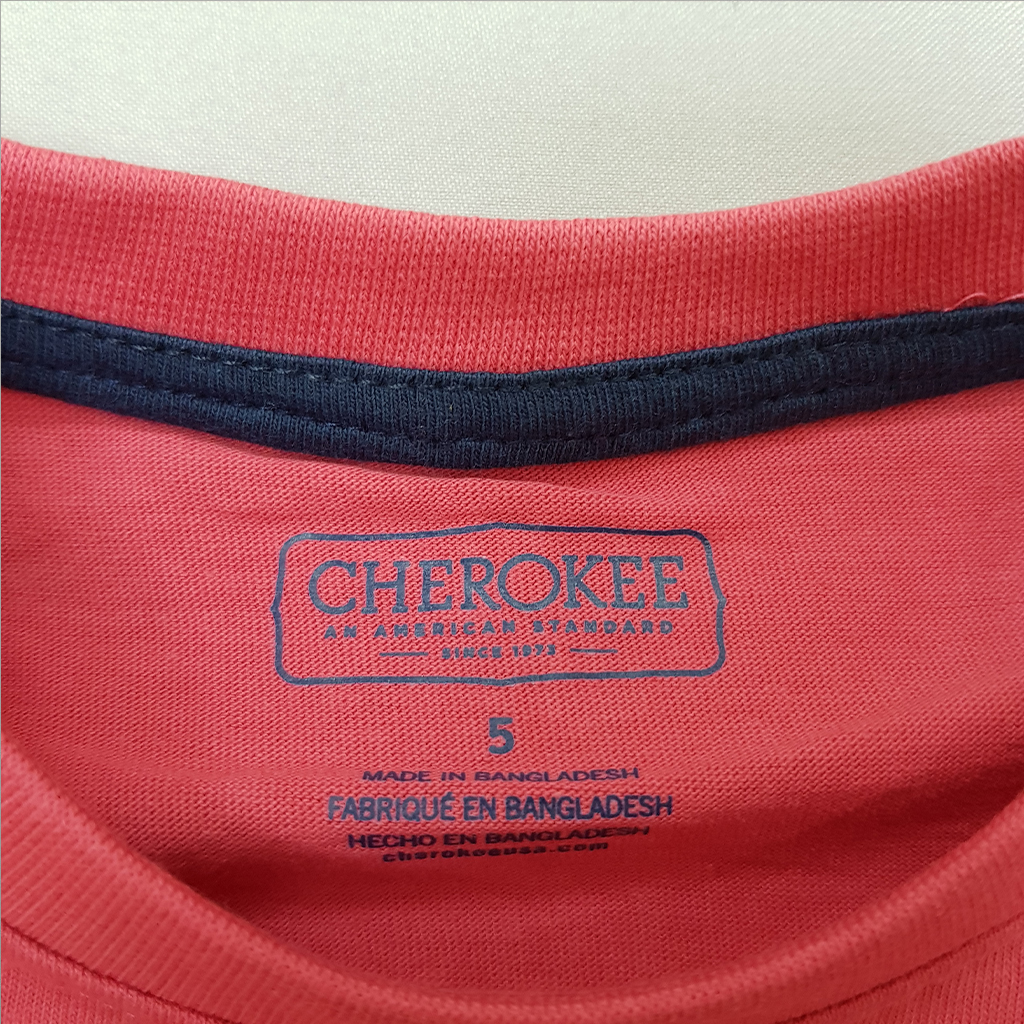 CHEROKEE
AN AMERICAN STANDARD
SINCE 1973
5
MADE IN BANGLADESH
FABRIQUÉ EN BANGLADESH
HECHO EN BANGLADESH
cherokeeusa.com